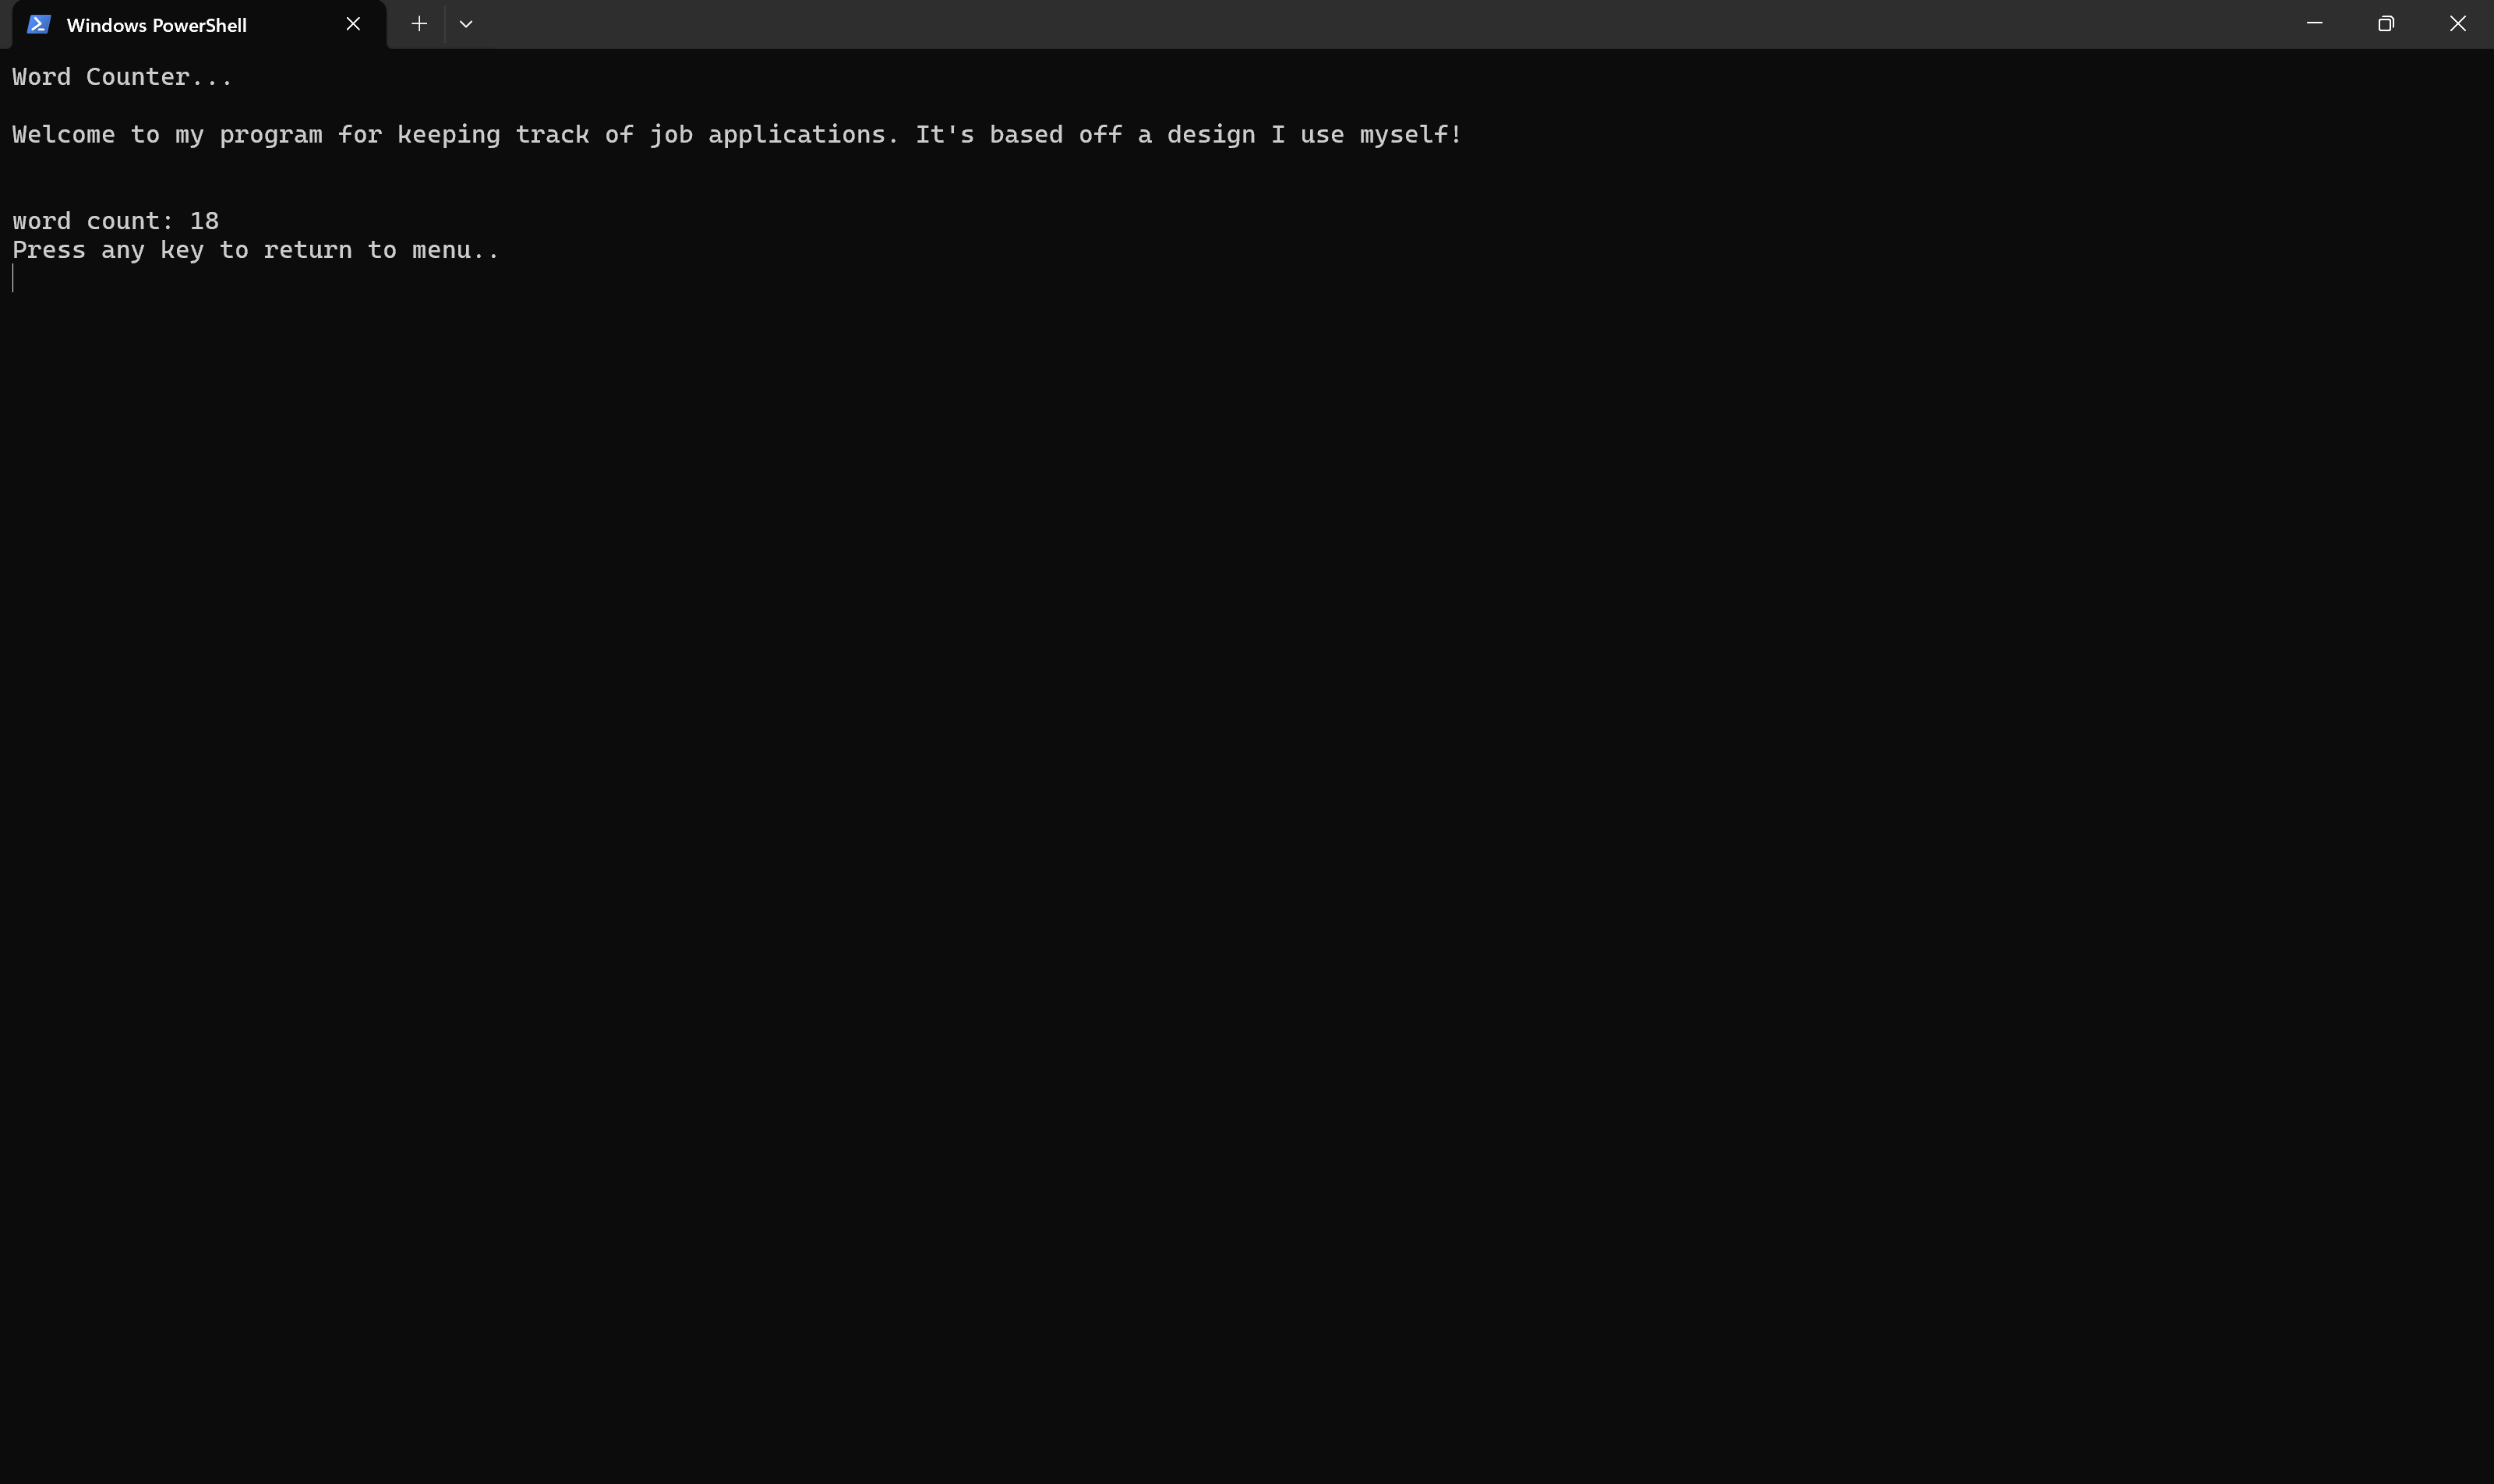 Windows PowerShell
Word Counter...
Welcome to my program for keeping track of job applications. It's based off a design I use myself!
word count: 18
Press any key to return to menu..